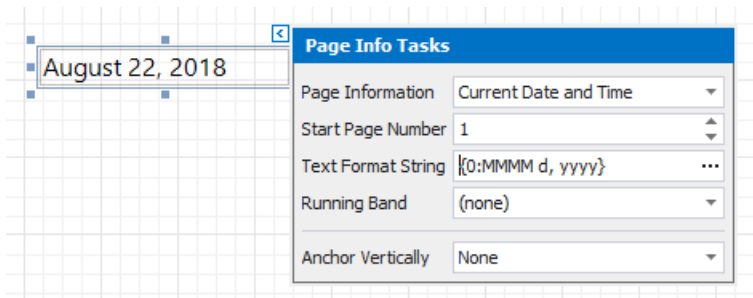 August 22, 2018
Page Info Tasks
Page Information Current Date and Time
Start Page Number 1
Text Format String {0:MMMM d, yyyy} ...
Running Band (none)
Anchor Vertically None